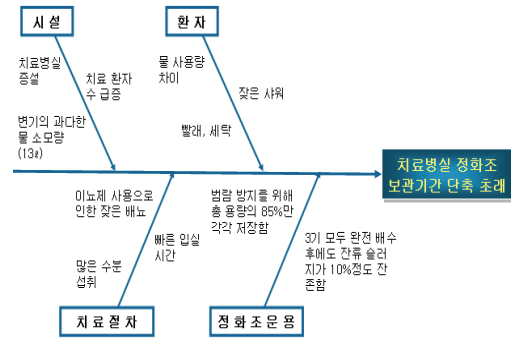 시 설
환 자
치료병실
증설
치료 환자
수 급증
변기의 과다한
물 소모량
(13ℓ)
물 사용량
차이
잦은 샤워
빨래, 세탁
치료병실 정화조
보관기간 단축 초래
이뇨제 사용으로
인한 잦은 배뇨
빠른 입실
시간
많은 수분
섭취
범람 방지를 위해
총 용량의 85%만
각각 저장함
3기 모두 완전 배수
후에도 잔류 슬러
지가 10%정도 잔
존함
치 료 절 차
정 화 조 운 용